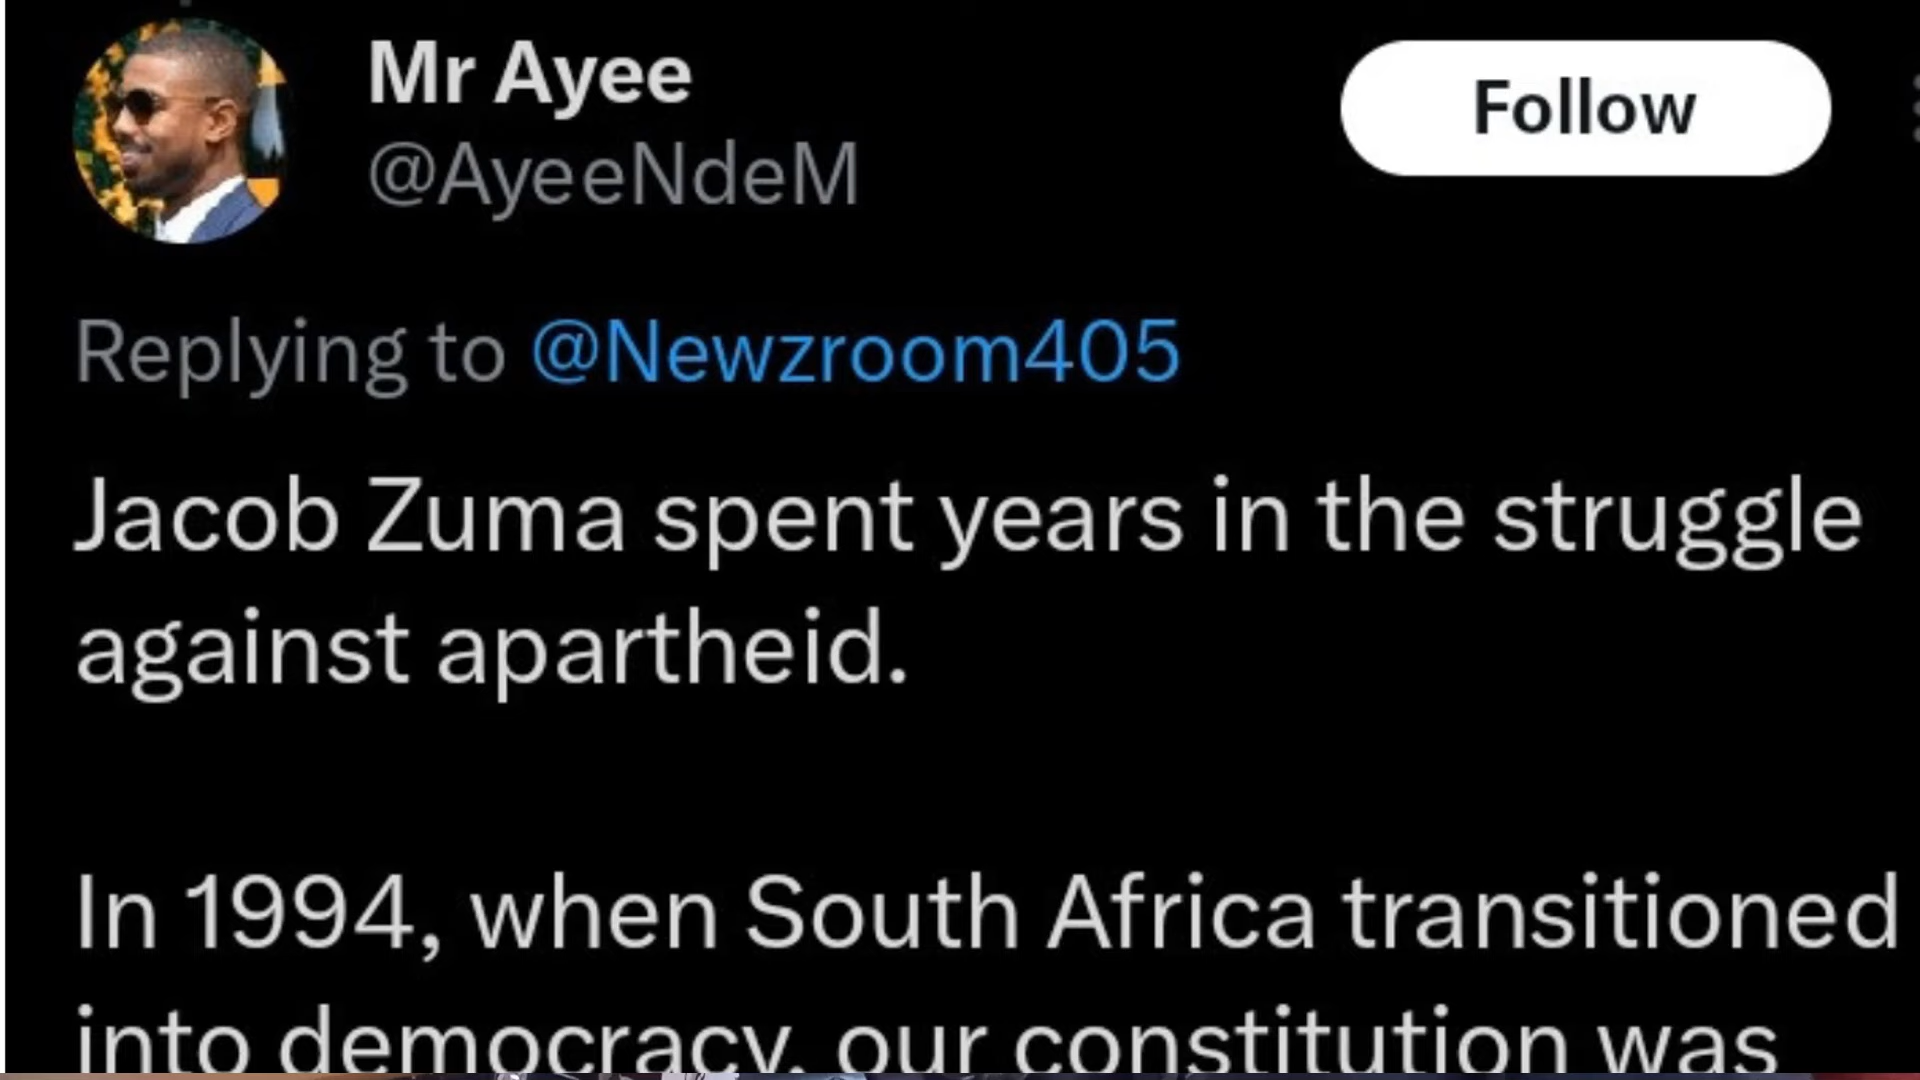 Mr Ayee
Follow
@AyeeNdeM
Replying to @Newzroom405
Jacob Zuma spent years in the struggle
against apartheid.
In 1994, when South Africa transitioned
into democracy, our constitution was